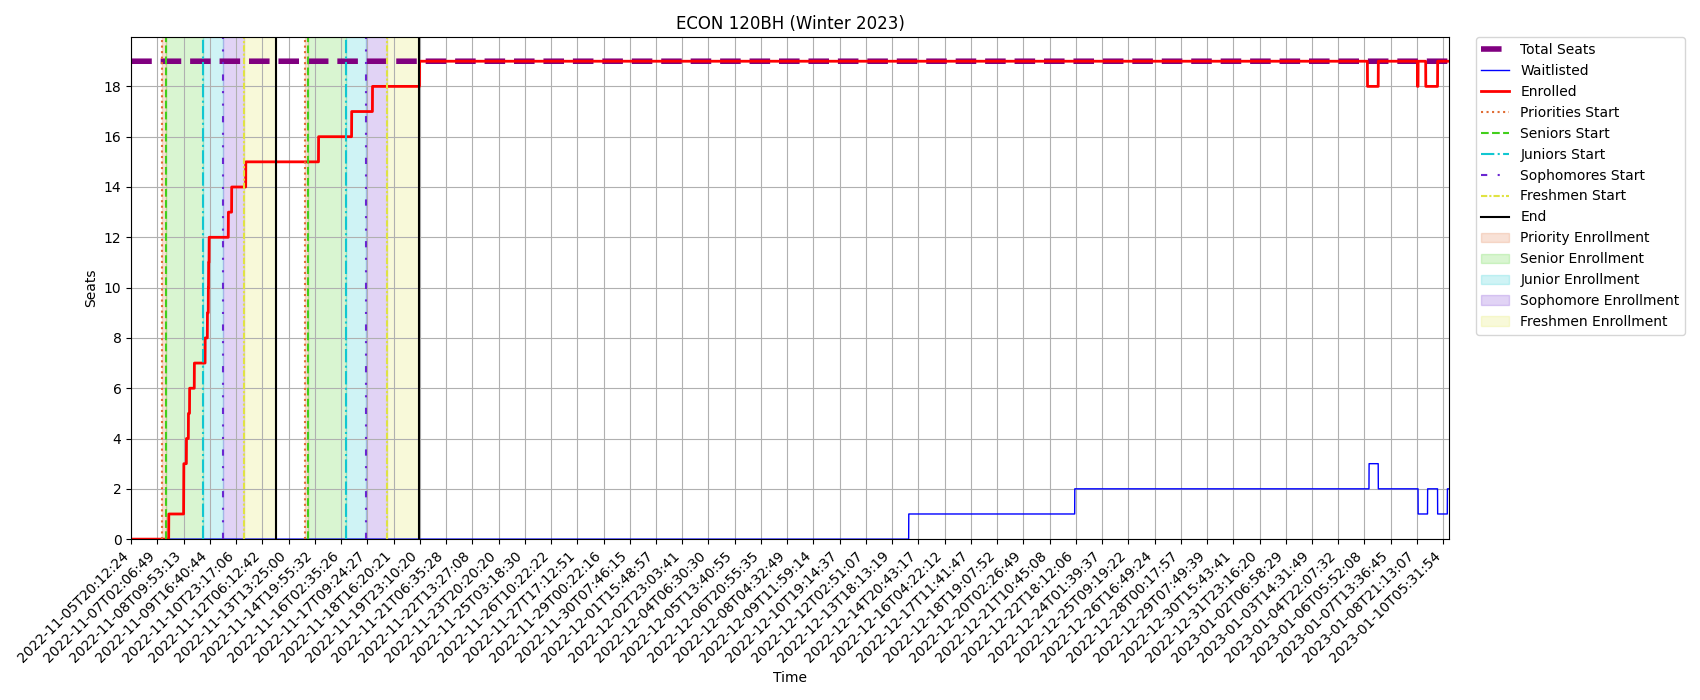 ECON 120BH (Winter 2023)
Seats
18
16
14
12
10
8
6
4
2
0
2022-11-05T20:12:24
2022-11-07T02:06:49
2022-11-08T09:53:13
2022-11-09T16:40:44
2022-11-10T23:17:06
2022-11-12T06:12:42
2022-11-13T13:25:00
2022-11-14T19:55:32
2022-11-16T02:35:26
2022-11-17T09:24:27
2022-11-18T16:20:21
2022-11-19T23:10:20
2022-11-21T06:35:28
2022-11-22T13:27:08
2022-11-23T20:20:20
2022-11-25T03:18:30
2022-11-26T10:22:22
2022-11-27T17:12:51
2022-11-29T00:22:16
2022-11-30T07:46:15
2022-12-01T15:48:57
2022-12-02T23:03:41
2022-12-04T06:30:30
2022-12-05T13:40:55
2022-12-06T20:55:35
2022-12-08T04:32:49
2022-12-09T11:59:14
2022-12-10T19:14:37
2022-12-12T02:51:07
2022-12-13T18:13:19
2022-12-14T20:43:17
2022-12-16T04:22:12
2022-12-17T11:41:47
2022-12-18T19:07:52
2022-12-20T02:26:49
2022-12-21T10:45:08
2022-12-22T18:12:06
2022-12-24T01:39:37
2022-12-25T09:19:22
2022-12-26T16:49:24
2022-12-28T00:17:57
2022-12-29T07:49:39
2022-12-30T15:43:41
2022-12-31T23:16:20
2023-01-02T06:58:29
2023-01-03T14:31:49
2023-01-04T22:07:32
2023-01-06T05:52:08
2023-01-07T13:36:45
2023-01-08T21:13:07
2023-01-10T05:31:54
Time
Total Seats
Waitlisted
Enrolled
Priorities Start
Seniors Start
Juniors Start
Sophomores Start
Freshmen Start
End
Priority Enrollment
Senior Enrollment
Junior Enrollment
Sophomore Enrollment
Freshmen Enrollment